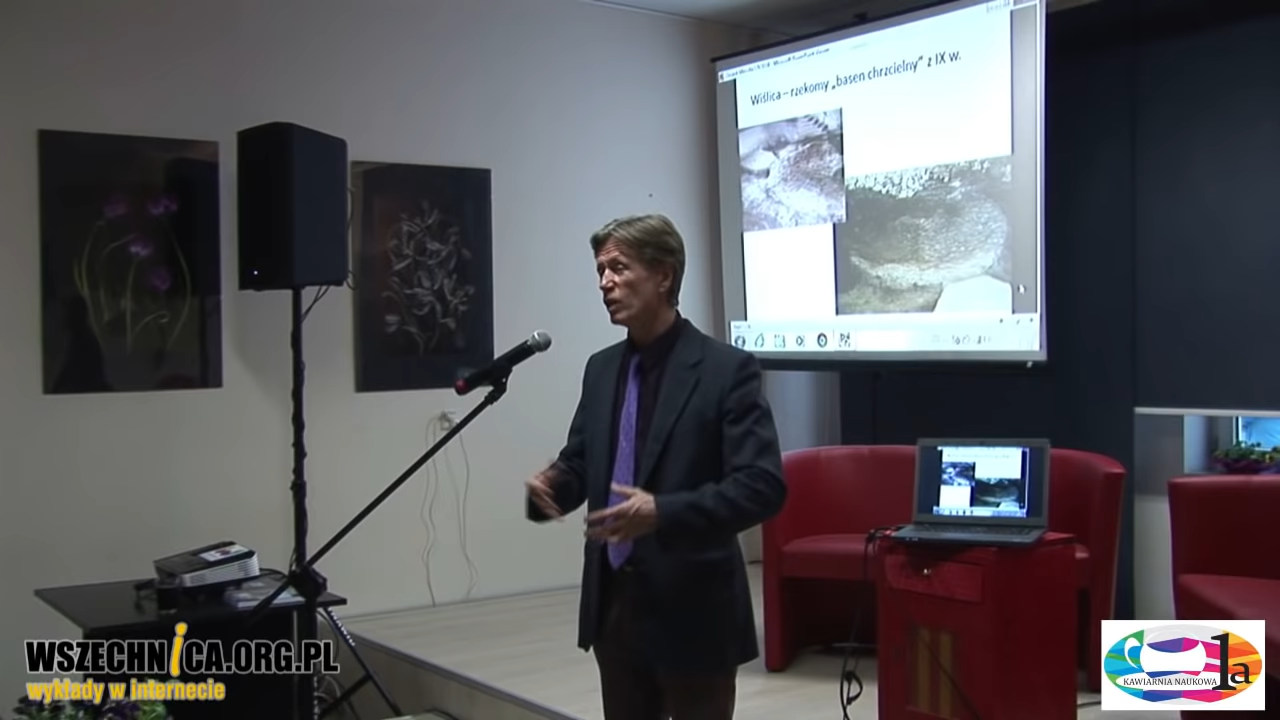 Wiślica – rzekomy „basen chrzcielny” z IX w.
WSZECHNiCA.ORG.PL
wykłady w internecie
KAWIARNIA NAUKOWA
1a